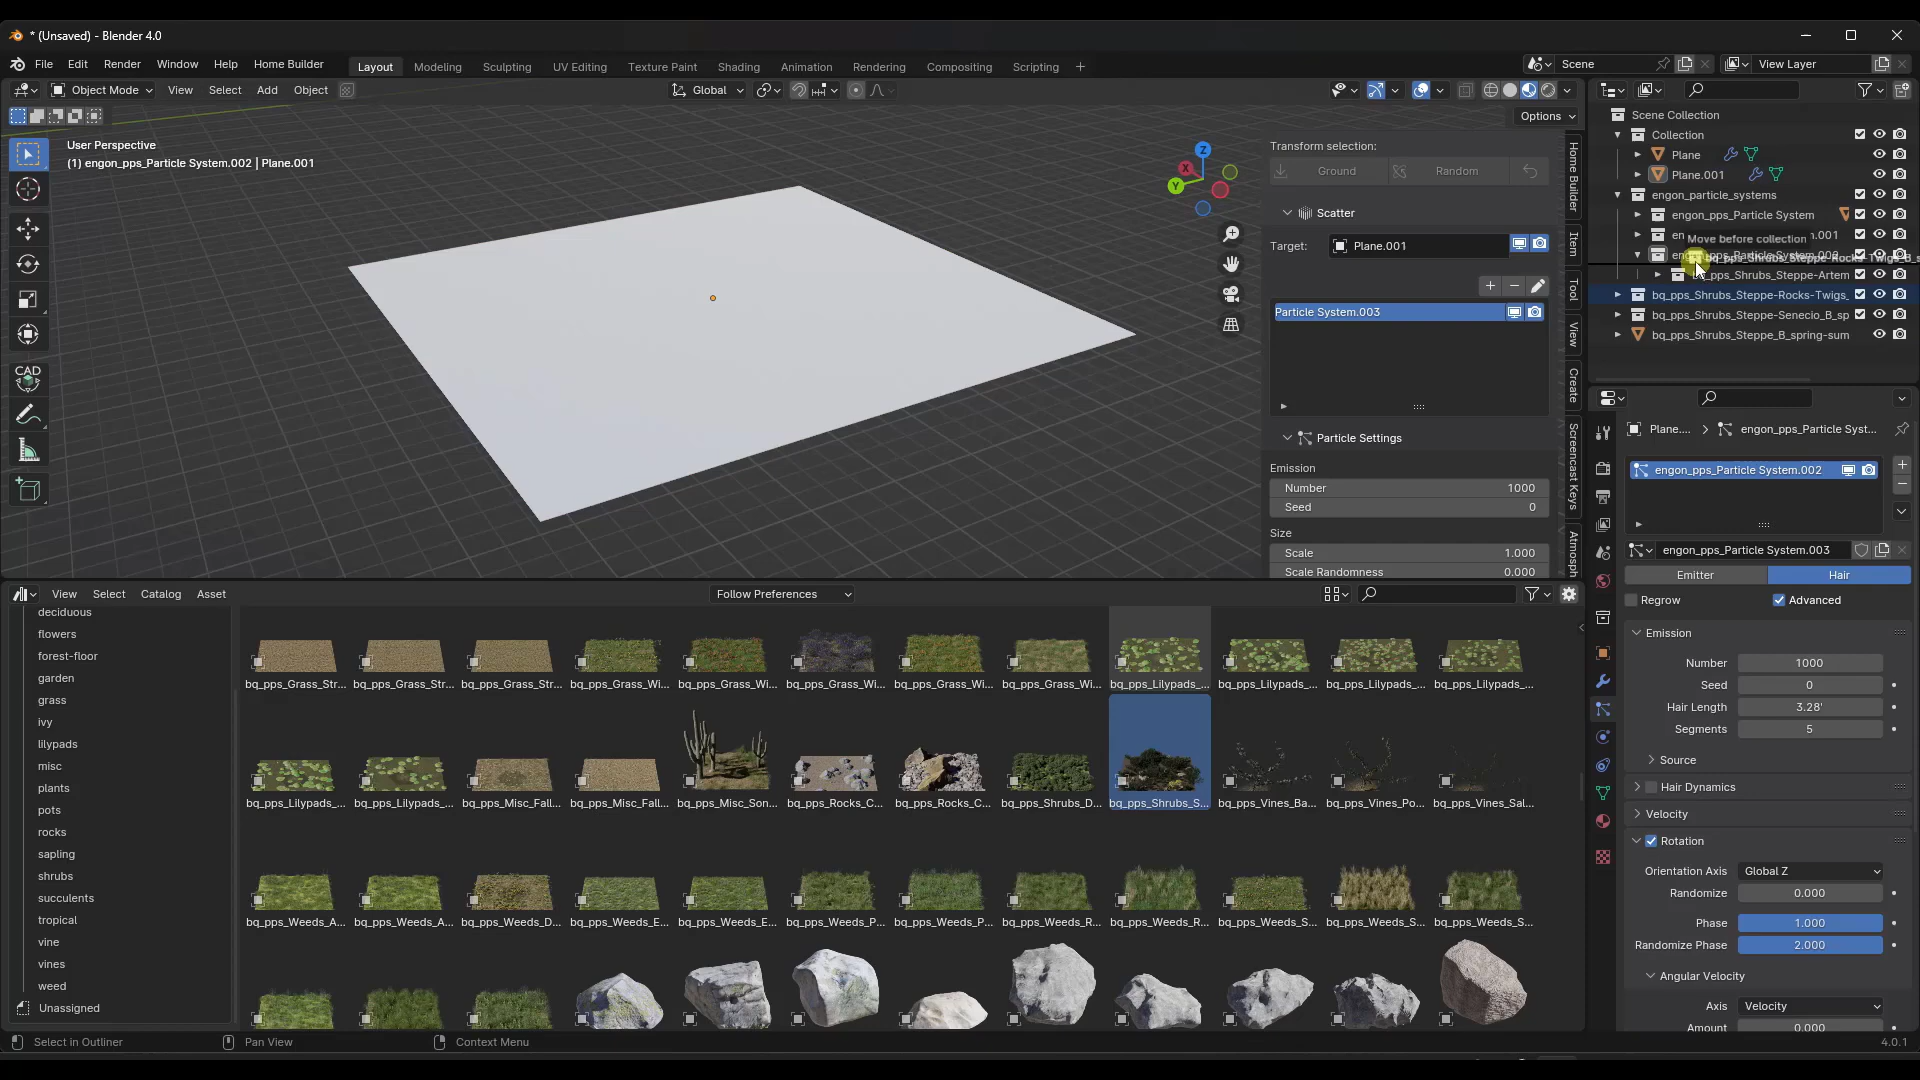 * (Unsaved) - Blender 4.0
File Edit Render Window Help Home Builder
Layout Modeling Sculpting UV Editing Texture Paint Shading Animation Rendering Compositing Scripting +
Scene View Layer
Object Mode View Select Add Object Global
Options
User Perspective
(1) engon_pps_Particle System.002 | Plane.001
Z
X
Y
CAD
Transform selection:
Ground Random
Scatter
Target: Plane.001
Particle System.003
Particle Settings
Emission
Number 1000
Seed 0
Size
Scale 1.000
Scale Randomness 0.000
Home Builder
Item
Tool
View
Create
Screencast Keys
Atmosph
Scene Collection
Collection
Plane
Plane.001
engon_particle_systems
engon_pps_Particle System
Move before collection
bq_pps_Shrubs_Steppe-Rocks-Twigs_
bq_pps_Shrubs_Steppe-Senecio_B_sp
bq_pps_Shrubs_Steppe_B_spring-sum
Plane.... > engon_pps_Particle Syst...
engon_pps_Particle System.002
engon_pps_Particle System.003
Emitter Hair
Regrow Advanced
Emission
Number 1000
Seed 0
Hair Length 3.28'
Segments 5
Source
Hair Dynamics
Velocity
Rotation
Orientation Axis Global Z
Randomize 0.000
Phase 1.000
Randomize Phase 2.000
Angular Velocity
Axis Velocity
Amount 0.000
View Select Catalog Asset Follow Preferences
deciduous
flowers
forest-floor
garden
grass
ivy
lilypads
misc
plants
pots
rocks
sapling
shrubs
succulents
tropical
vine
vines
weed
Unassigned
bq_pps_Grass_Str... bq_pps_Grass_Str... bq_pps_Grass_Str... bq_pps_Grass_Wi... bq_pps_Grass_Wi... bq_pps_Grass_Wi... bq_pps_Grass_Wi... bq_pps_Grass_Wi... bq_pps_Lilypads_... bq_pps_Lilypads_... bq_pps_Lilypads_... bq_pps_Lilypads_...
bq_pps_Lilypads_... bq_pps_Lilypads_... bq_pps_Misc_Fall... bq_pps_Misc_Fall... bq_pps_Misc_Son... bq_pps_Rocks_C... bq_pps_Rocks_C... bq_pps_Shrubs_D... bq_pps_Shrubs_S... bq_pps_Vines_Ba... bq_pps_Vines_Po... bq_pps_Vines_Sal...
bq_pps_Weeds_A... bq_pps_Weeds_A... bq_pps_Weeds_D... bq_pps_Weeds_E... bq_pps_Weeds_E... bq_pps_Weeds_P... bq_pps_Weeds_P... bq_pps_Weeds_R... bq_pps_Weeds_R... bq_pps_Weeds_S... bq_pps_Weeds_S... bq_pps_Weeds_S...
Select in Outliner Pan View Context Menu 4.0.1